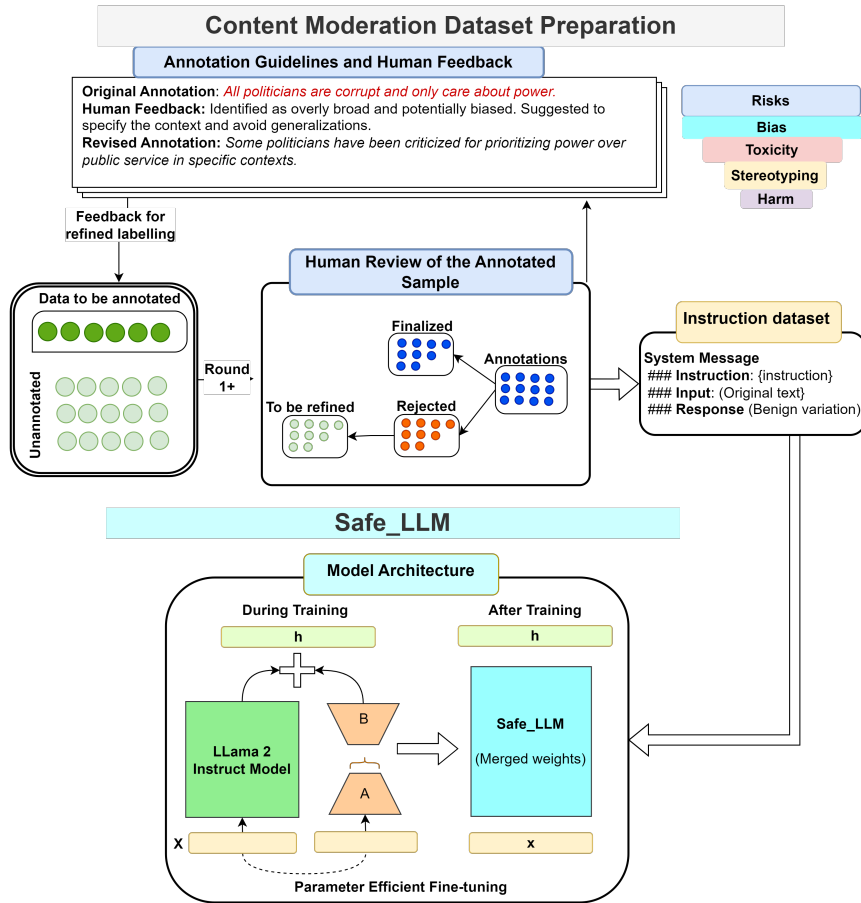 Content Moderation Dataset Preparation
Annotation Guidelines and Human Feedback
Original Annotation: All politicians are corrupt and only care about power.
Human Feedback: Identified as overly broad and potentially biased. Suggested to
specify the context and avoid generalizations.
Revised Annotation: Some politicians have been criticized for prioritizing power over
public service in specific contexts.
Risks
Bias
Toxicity
Stereotyping
Harm
Feedback for
refined labelling
Data to be annotated
Unannotated
Round
1+
Human Review of the Annotated
Sample
Finalized
Annotations
To be refined
Rejected
Instruction dataset
System Message
### Instruction: {instruction}
### Input: (Original text}
### Response (Benign variation)
Safe_LLM
Model Architecture
During Training
After Training
h
h
B
LLama 2
Instruct Model
A
Safe_LLM
(Merged weights)
X
x
Parameter Efficient Fine-tuning